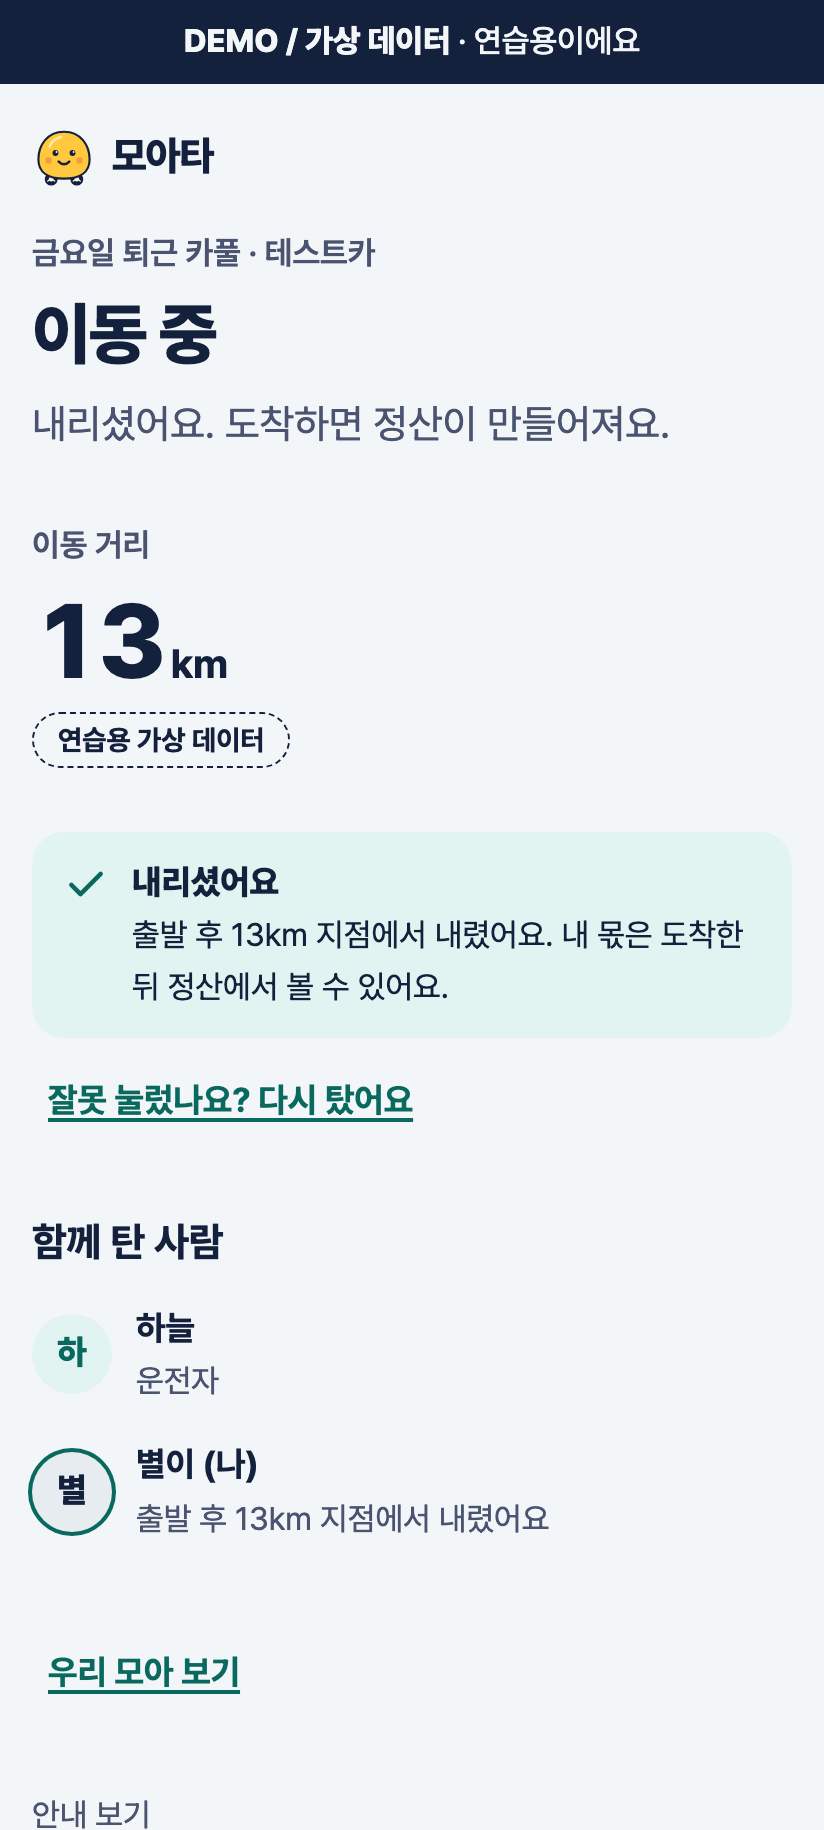 DEMO / 가상 데이터 · 연습용이에요
모아타
금요일 퇴근 카풀 · 테스트카
이동 중
내리셨어요. 도착하면 정산이 만들어져요.
이동 거리
13 km
연습용 가상 데이터
내리셨어요
출발 후 13km 지점에서 내렸어요. 내 몫은 도착한
뒤 정산에서 볼 수 있어요.
잘못 눌렀나요? 다시 탔어요
함께 탄 사람
하
하늘
운전자
별
별이 (나)
출발 후 13km 지점에서 내렸어요
우리 모아 보기
안내 보기